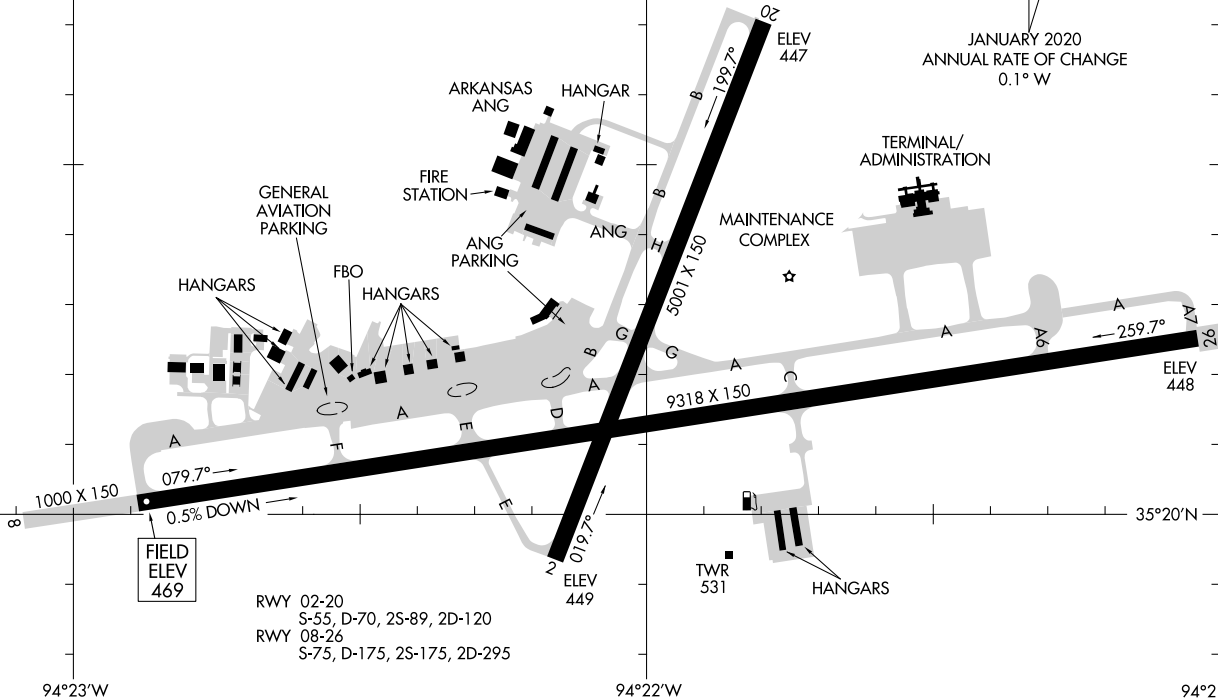 20
ELEV
447
JANUARY 2020
ANNUAL RATE OF CHANGE
0.1° W
199.7°
B
ARKANSAS
ANG
HANGAR
TERMINAL/
ADMINISTRATION
FIRE
STATION
GENERAL
AVIATION
PARKING
B
ANG
H
ANG
PARKING
MAINTENANCE
COMPLEX
5001 X 150
FBO
HANGARS
HANGARS
A
A7
259.7°
26
A
A6
G
G
B
A
C
ELEV
448
A
9318 X 150
A
D
E
F
A
079.7°
1000 X 150
0.5% DOWN
8
E
019.7°
2
35°20'N
FIELD
ELEV
469
ELEV
449
TWR
531
HANGARS
RWY 02-20
S-55, D-70, 2S-89, 2D-120
RWY 08-26
S-75, D-175, 2S-175, 2D-295
94°23'W
94°22'W
94°2